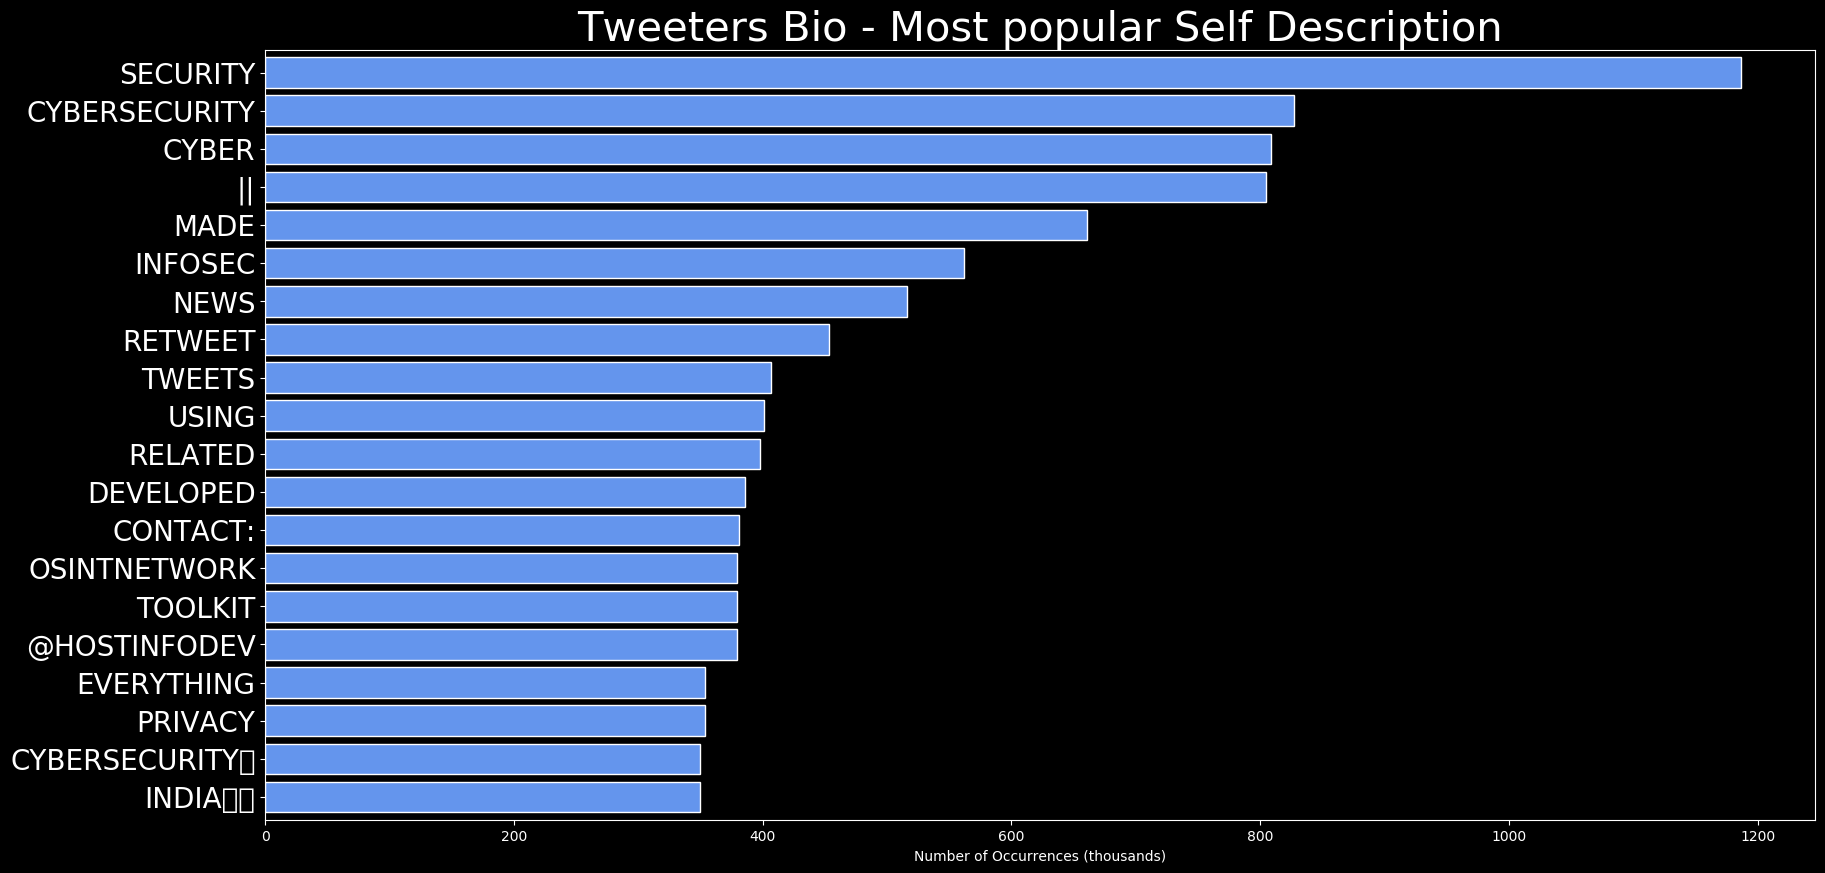 Tweeters Bio - Most popular Self Description
SECURITY
CYBERSECURITY
CYBER
||
MADE
INFOSEC
NEWS
RETWEET
TWEETS
USING
RELATED
DEVELOPED
CONTACT:
OSINTNETWORK
TOOLKIT
@HOSTINFODEV
EVERYTHING
PRIVACY
CYBERSECURITY▯
INDIA▯▯
0 200 400 600 800 1000 1200
Number of Occurrences (thousands)